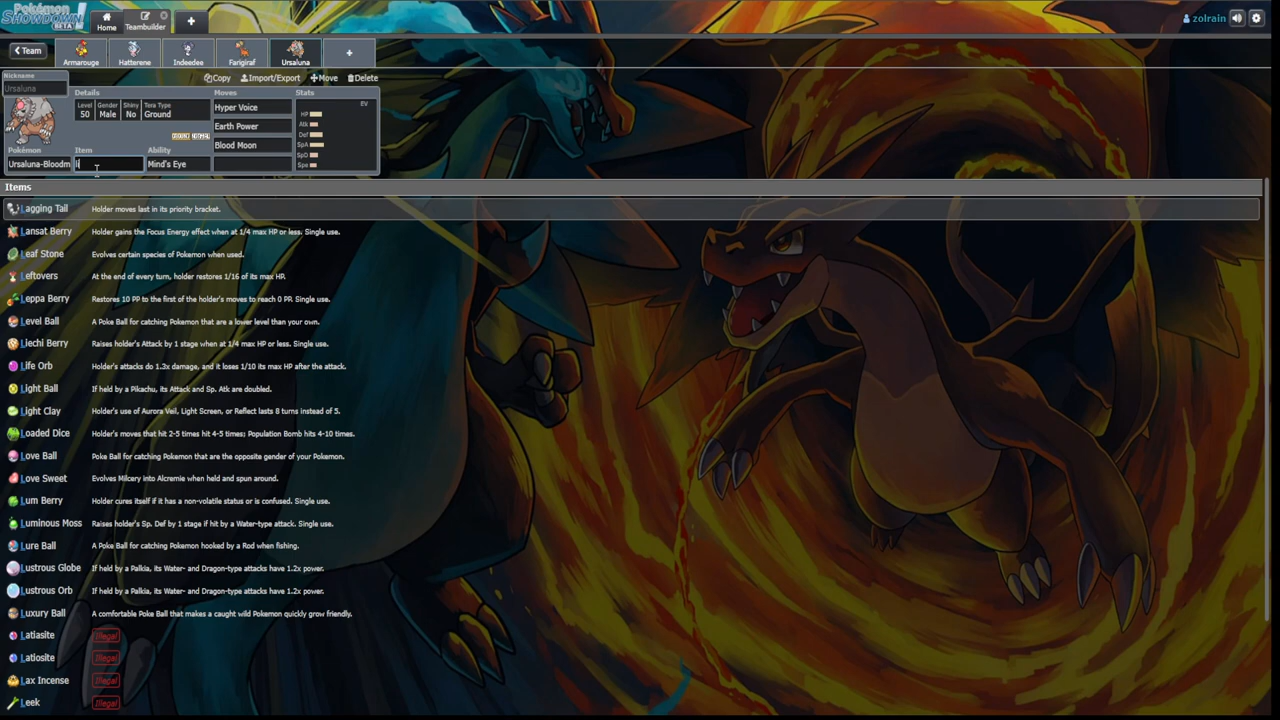 Pokémon
SHOWDOWN!
BETA
Home
Teambuilder
zolrain
< Team
Armarouge
Hatterene
Indeedee
Farigiraf
Ursaluna
Copy
Import/Export
Move
Delete
Nickname
Ursaluna
Details
Moves
Stats
Level
50
Gender
Male
Shiny
No
Tera Type
Ground
Hyper Voice
Earth Power
Blood Moon
EV
HP
Atk
Def
SpA
SpD
Spe
Pokémon
Item
Ability
Ursaluna-Bloodm
li
Mind's Eye
Items
Lagging Tail Holder moves last in its priority bracket.
Lansat Berry Holder gains the Focus Energy effect when at 1/4 max HP or less. Single use.
Leaf Stone Evolves certain species of Pokemon when used.
Leftovers At the end of every turn, holder restores 1/16 of its max HP.
Leppa Berry Restores 10 PP to the first of the holder's moves to reach 0 PP. Single use.
Level Ball A Poke Ball for catching Pokemon that are a lower level than your own.
Liechi Berry Raises holder's Attack by 1 stage when at 1/4 max HP or less. Single use.
Life Orb Holder's attacks do 1.3x damage, and it loses 1/10 its max HP after the attack.
Light Ball If held by a Pikachu, its Attack and Sp. Atk are doubled.
Light Clay Holder's use of Aurora Veil, Light Screen, or Reflect lasts 8 turns instead of 5.
Loaded Dice Holder's moves that hit 2-5 times hit 4-5 times; Population Bomb hits 4-10 times.
Love Ball Poke Ball for catching Pokemon that are the opposite gender of your Pokemon.
Love Sweet Evolves Milcery into Alcremie when held and spun around.
Lum Berry Holder cures itself if it has a non-volatile status or is confused. Single use.
Luminous Moss Raises holder's Sp. Def by 1 stage if hit by a Water-type attack. Single use.
Lure Ball A Poke Ball for catching Pokemon hooked by a Rod when fishing.
Lustrous Globe If held by a Palkia, its Water- and Dragon-type attacks have 1.2x power.
Lustrous Orb If held by a Palkia, its Water- and Dragon-type attacks have 1.2x power.
Luxury Ball A comfortable Poke Ball that makes a caught wild Pokemon quickly grow friendly.
Latiasite Illegal
Latiosite Illegal
Lax Incense Illegal
Leek Illegal